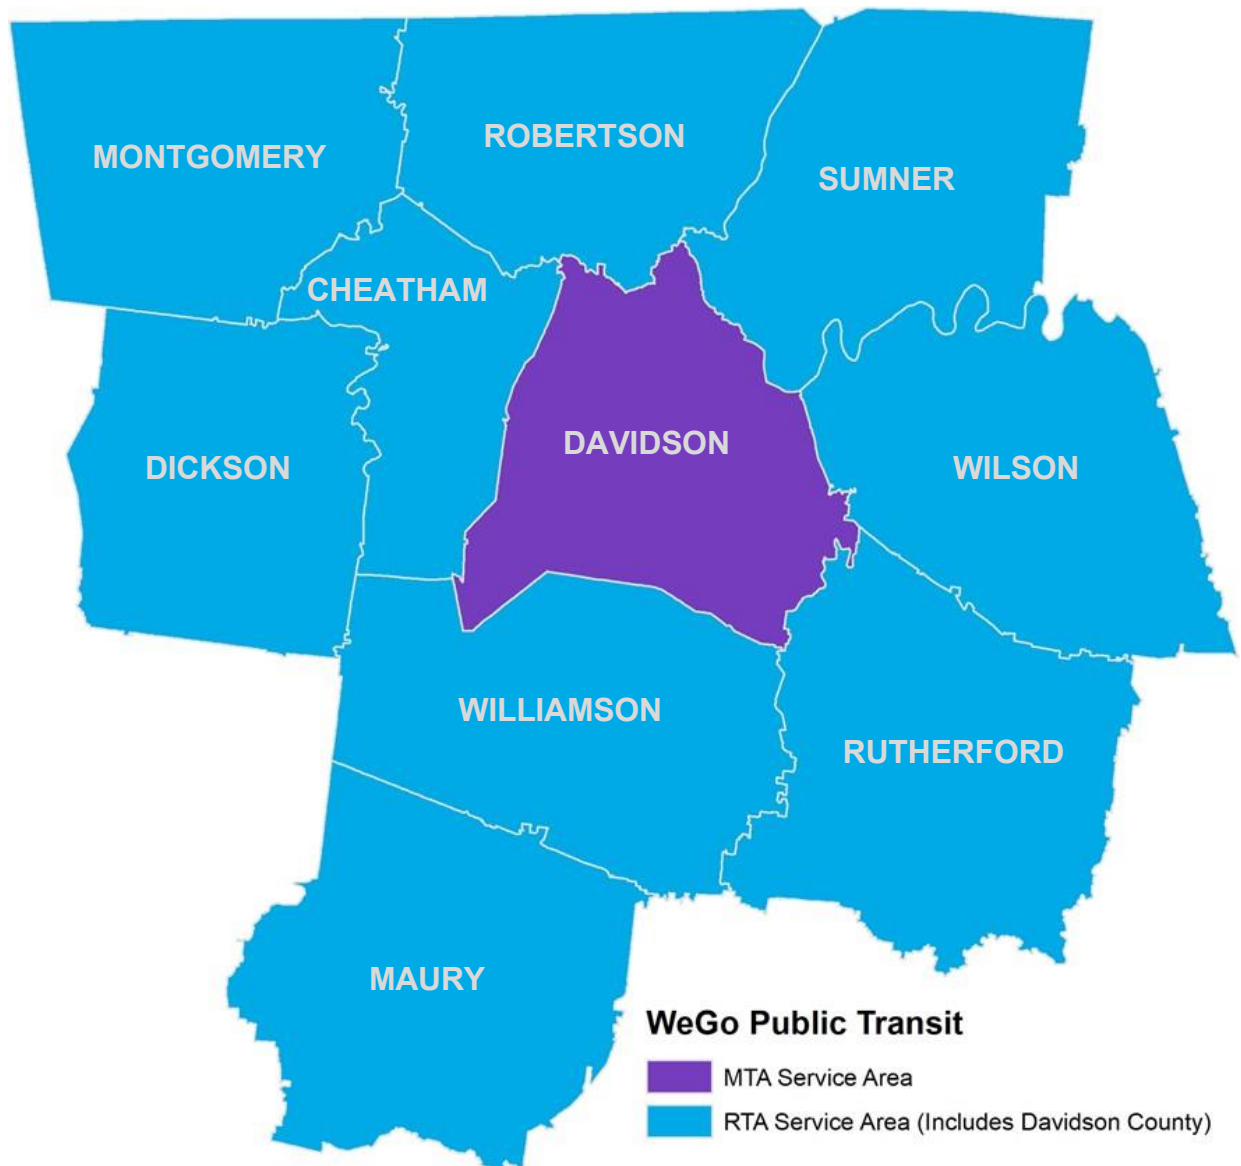 ROBERTSON
MONTGOMERY
SUMNER
CHEATHAM
DAVIDSON
DICKSON
WILSON
WILLIAMSON
RUTHERFORD
MAURY
WeGo Public Transit
MTA Service Area
RTA Service Area (Includes Davidson County)